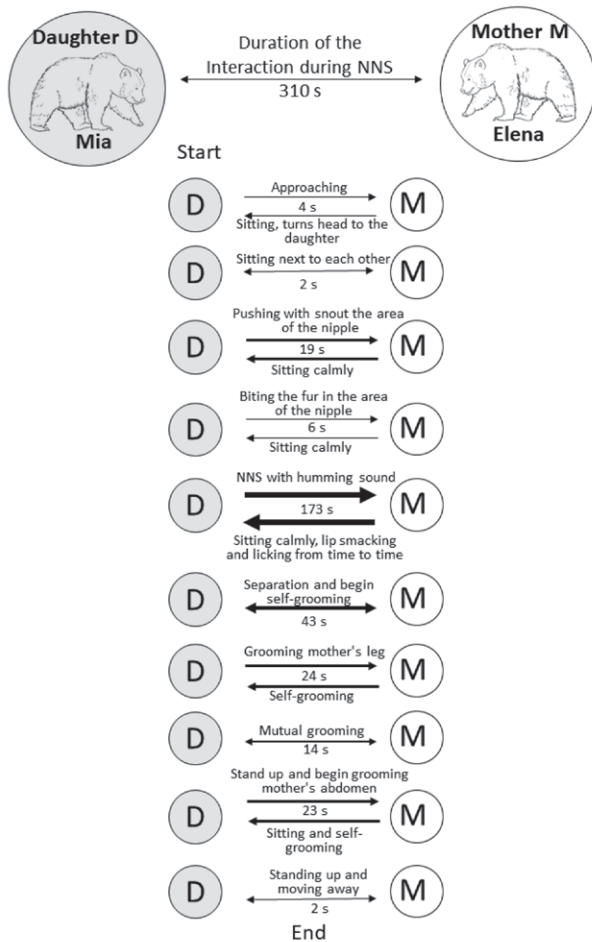 Daughter D
Mia
Duration of the
Interaction during NNS
310 s
Mother M
Elena
Start
D
Approaching
4 s
Sitting, turns head to the
daughter
M
D
Sitting next to each other
2 s
M
D
Pushing with snout the area
of the nipple
19 s
Sitting calmly
M
D
Biting the fur in the area
of the nipple
6 s
Sitting calmly
M
D
NNS with humming sound
173 s
Sitting calmly, lip smacking
and licking from time to time
M
D
Separation and begin
self-grooming
43 s
M
D
Grooming mother's leg
24 s
Self-grooming
M
D
Mutual grooming
14 s
M
D
Stand up and begin grooming
mother's abdomen
23 s
Sitting and self-
grooming
M
D
Standing up and
moving away
2 s
M
End